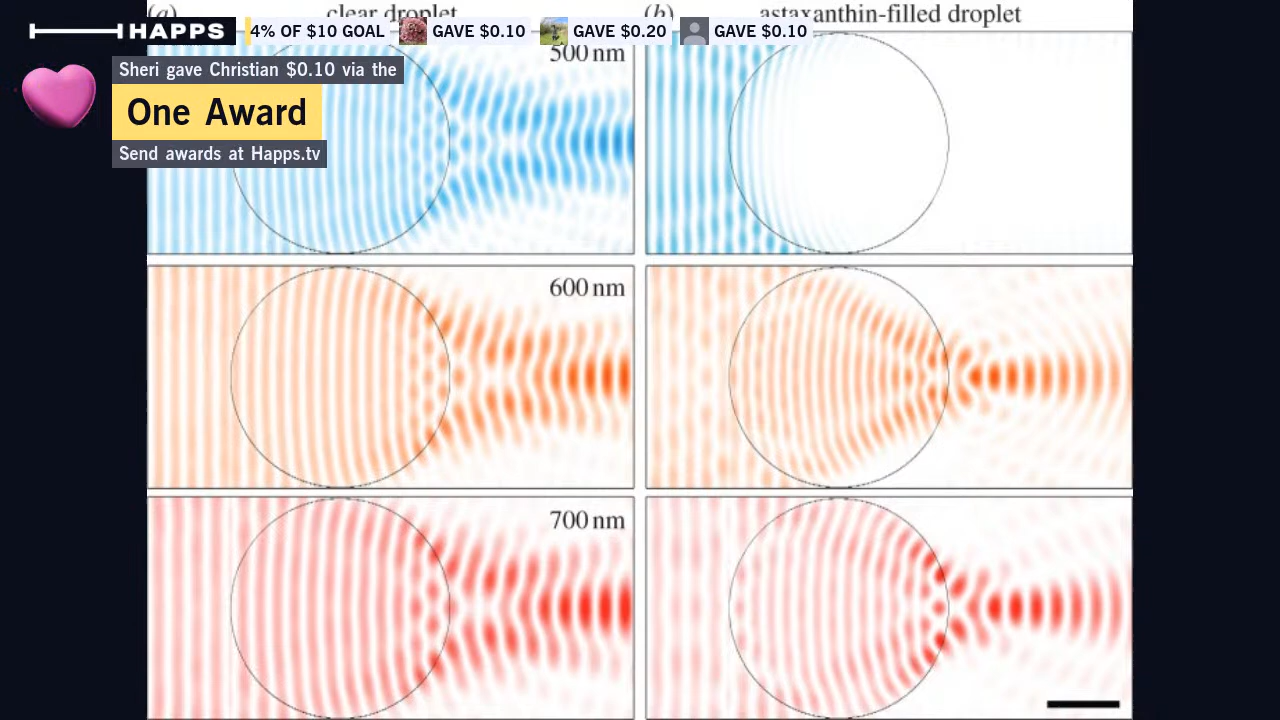 (a) clear droplet (b) astaxanthin-filled droplet
HAPPS 4% OF $10 GOAL GAVE $0.10 GAVE $0.20 GAVE $0.10
500 nm
Sheri gave Christian $0.10 via the
One Award
Send awards at Happs.tv
600 nm
700 nm